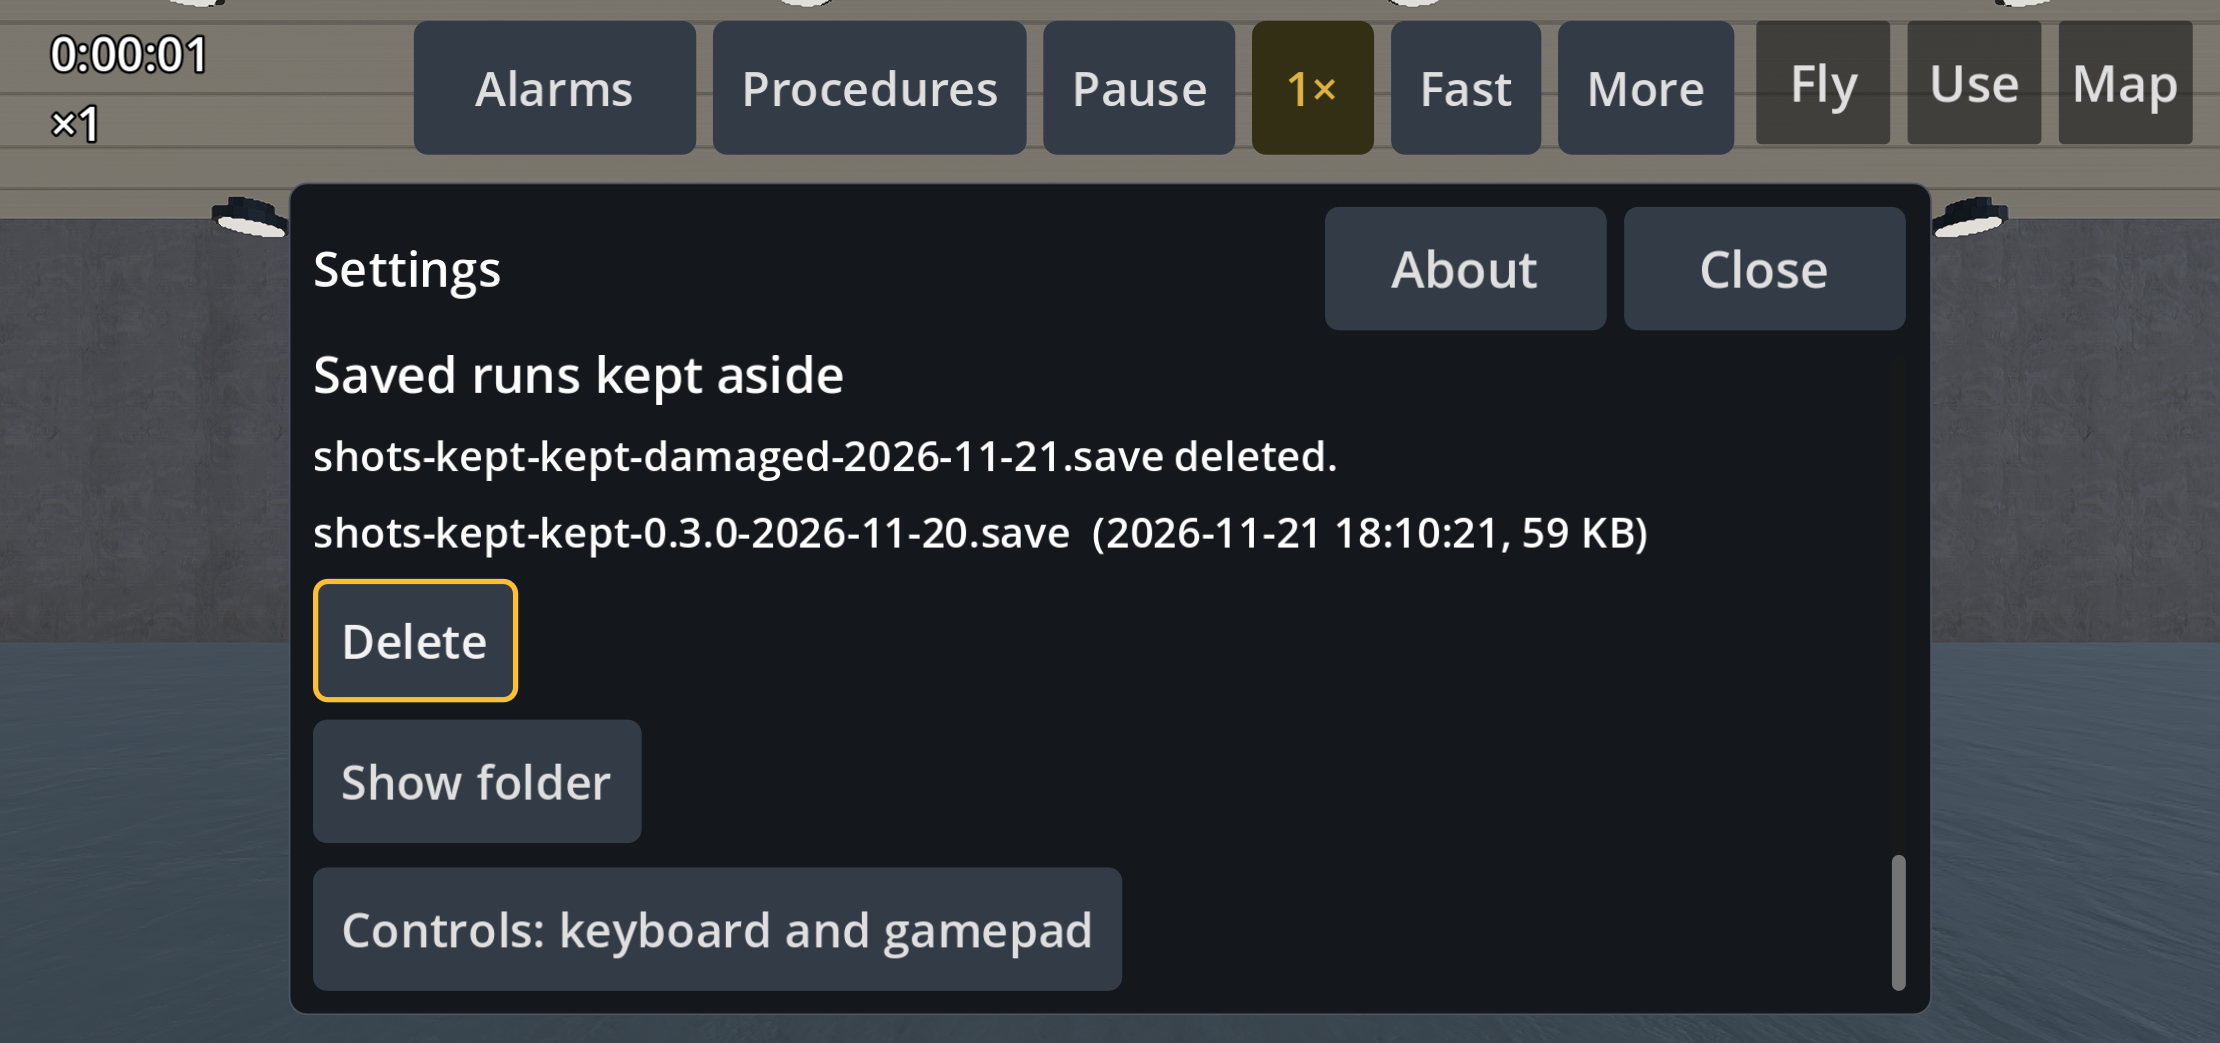 0:00:01
×1
Alarms
Procedures
Pause
1×
Fast
More
Fly
Use
Map
Settings
About
Close
Saved runs kept aside
shots-kept-kept-damaged-2026-11-21.save deleted.
shots-kept-kept-0.3.0-2026-11-20.save (2026-11-21 18:10:21, 59 KB)
Delete
Show folder
Controls: keyboard and gamepad